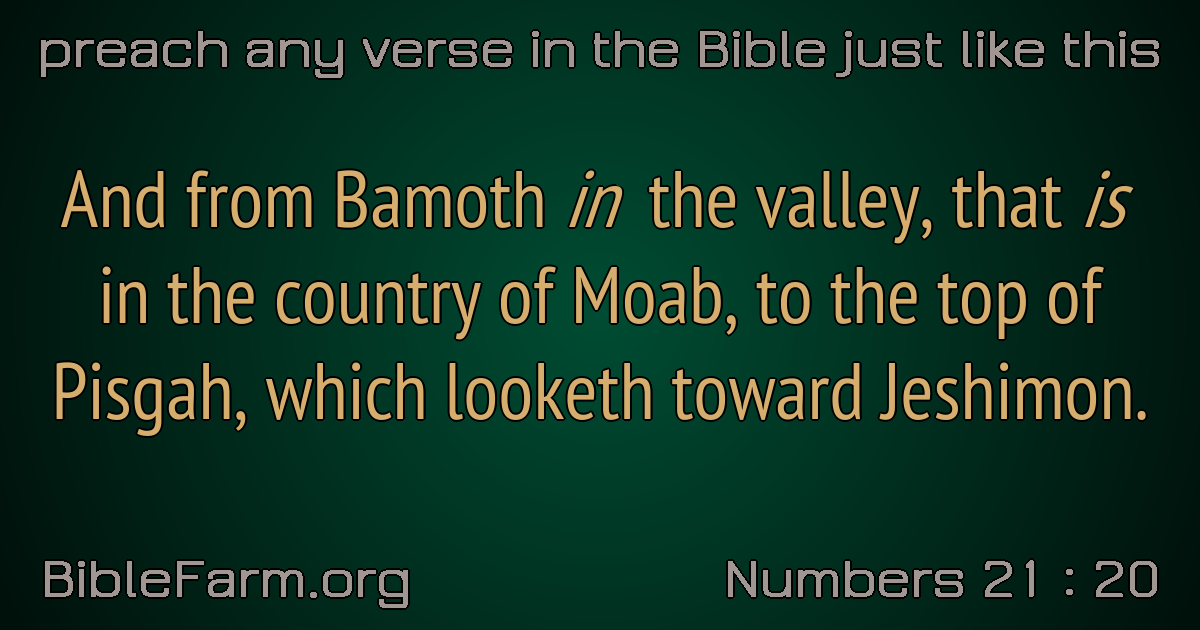 preach any verse in the Bible just like this
And from Bamoth in the valley, that is
in the country of Moab, to the top of
Pisgah, which looketh toward Jeshimon.
BibleFarm.org
Numbers 21 : 20